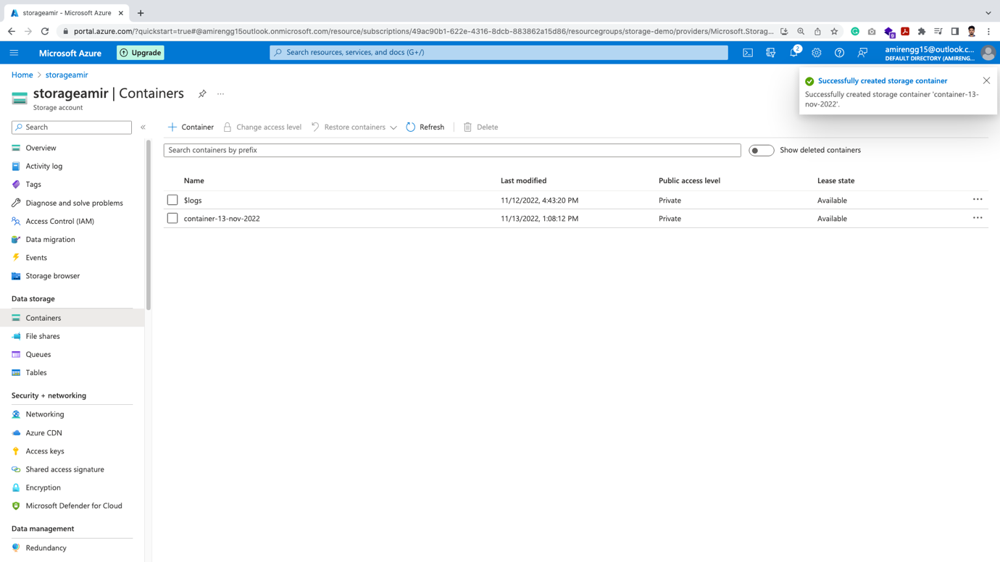 storageamir - Microsoft Azure
portal.azure.com/?quickstart=true#@amirengg15outlook.onmicrosoft.com/resource/subscriptions/49ac90b1-622e-4316-8dcb-883862a15d86/resourcegroups/storage-demo/providers/Microsoft.Storag...
9
Microsoft Azure
Upgrade
Search resources, services, and docs (G+/)
2
amirengg15@outlook.c...
DEFAULT DIRECTORY (AMIRENG...
Home > storageamir
Successfully created storage container
Successfully created storage container 'container-13-
nov-2022'.
storageamir | Containers ...
Storage account
Search «
Container Change access level Restore containers Refresh Delete
Search containers by prefix Show deleted containers
Name Last modified Public access level Lease state
$logs 11/12/2022, 4:43:20 PM Private Available ...
container-13-nov-2022 11/13/2022, 1:08:12 PM Private Available ...
Overview
Activity log
Tags
Diagnose and solve problems
Access Control (IAM)
Data migration
Events
Storage browser
Data storage
Containers
File shares
Queues
Tables
Security + networking
Networking
Azure CDN
Access keys
Shared access signature
Encryption
Microsoft Defender for Cloud
Data management
Redundancy